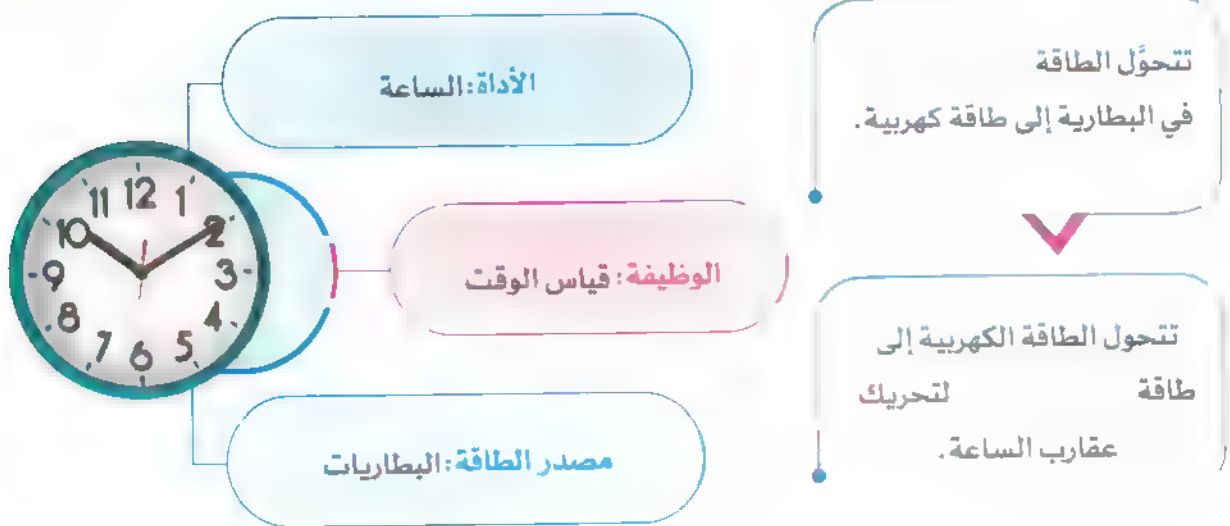 تتحوَّل الطاقة
في البطارية إلى طاقة كهربية.
تتحول الطاقة الكهربية إلى
طاقة لتحريك
عقارب الساعة.
الأداة: الساعة
الوظيفة: قياس الوقت
مصدر الطاقة: البطاريات
12
1
2
3
4
5
6
7
8
9
10
11